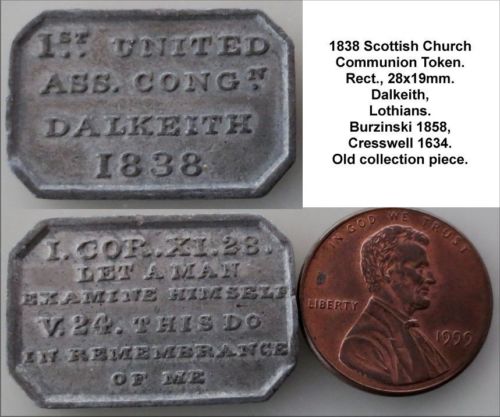 1ST UNITED
ASS. CONGN.
DALKEITH
1838
1838 Scottish Church
Communion Token.
Rect., 28x19mm.
Dalkeith,
Lothians.
Burzinski 1858,
Cresswell 1634.
Old collection piece.
I. COR. XI. 28.
LET A MAN
EXAMINE HIMSELF
V. 24. THIS DO
IN REMEMBRANCE
OF ME
IN GOD WE TRUST
LIBERTY
1995